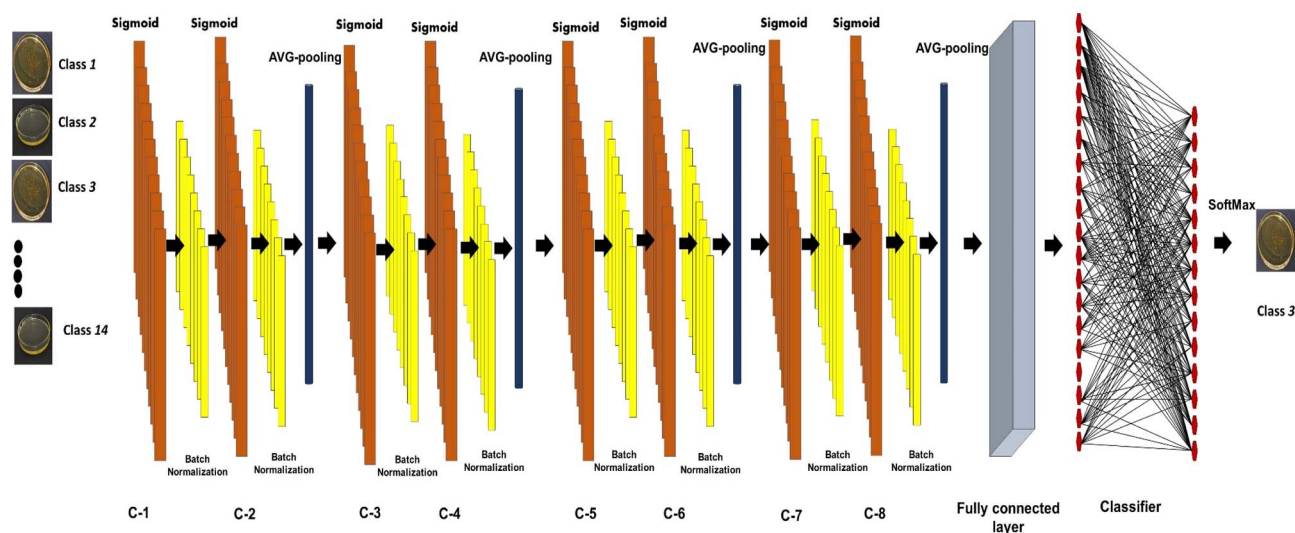 Sigmoid
Sigmoid
AVG-pooling
Sigmoid
Sigmoid
AVG-pooling
Sigmoid
Sigmoid
AVG-pooling
Sigmoid
Sigmoid
AVG-pooling
Class 1
Class 2
Class 3
Class 14
SoftMax
Class 3
Batch
Normalization
Batch
Normalization
Batch
Normalization
Batch
Normalization
Batch
Normalization
Batch
Normalization
Batch
Normalization
Batch
Normalization
C-1
C-2
C-3
C-4
C-5
C-6
C-7
C-8
Fully connected
layer
Classifier